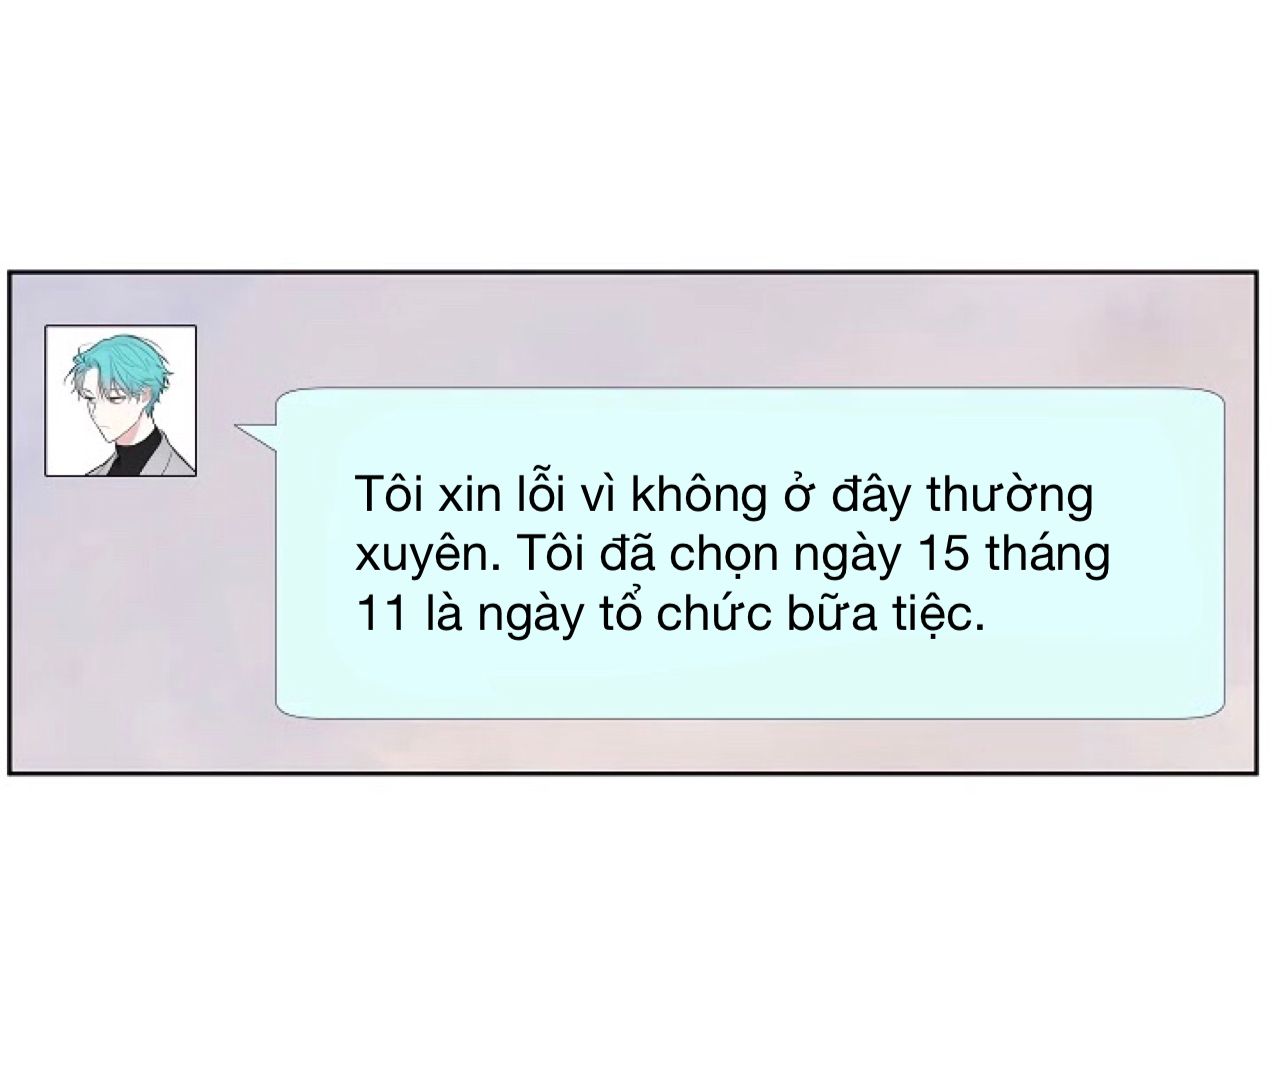 Tôi xin lỗi vì không ở đây thường
xuyên. Tôi đã chọn ngày 15 tháng
11 là ngày tổ chức bữa tiệc.